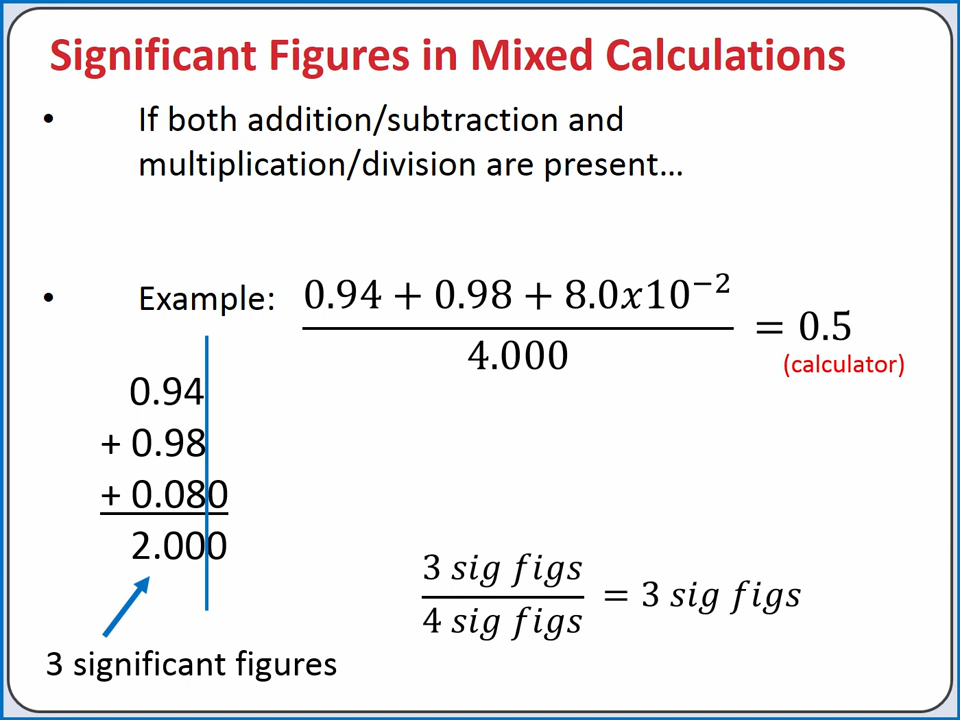 Significant Figures in Mixed Calculations
• If both addition/subtraction and
multiplication/division are present…
• Example:
0.94 + 0.98 + 8.0x10⁻²
4.000
= 0.5
(calculator)
0.94
+ 0.98
+ 0.080
2.000
3 significant figures
3 sig figs
4 sig figs
= 3 sig figs